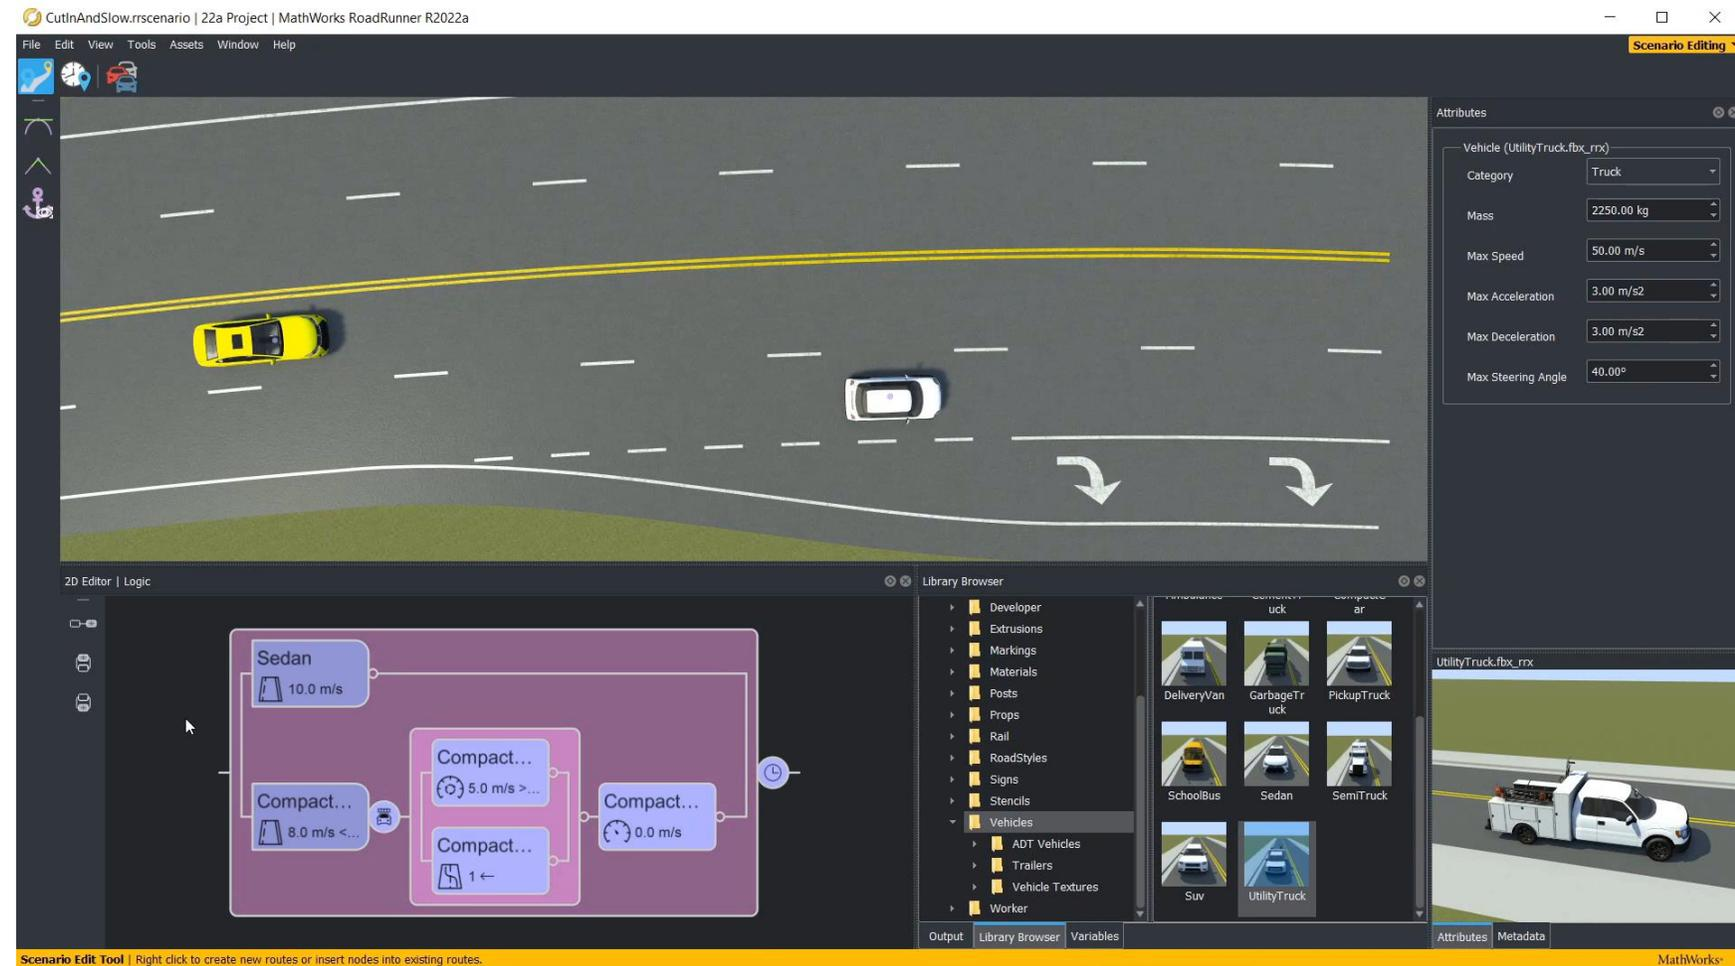 CutInAndSlow.rrscenario | 22a Project | MathWorks RoadRunner R2022a
File Edit View Tools Assets Window Help
Scenario Editing
Attributes
Vehicle (UtilityTruck.fbx_rrx)
Category Truck
Mass 2250.00 kg
Max Speed 50.00 m/s
Max Acceleration 3.00 m/s2
Max Deceleration 3.00 m/s2
Max Steering Angle 40.00º
2D Editor | Logic
Sedan
10.0 m/s
Compact...
8.0 m/s <...
Compact...
5.0 m/s >...
Compact...
1 ←
Compact...
0.0 m/s
Library Browser
Developer
Extrusions
Markings
Materials
Posts
Props
Rail
RoadStyles
Signs
Stencils
Vehicles
ADT Vehicles
Trailers
Vehicle Textures
Worker
uck
ar
DeliveryVan
GarbageTr
uck
PickupTruck
SchoolBus
Sedan
SemiTruck
Suv
UtilityTruck
Output Library Browser Variables
UtilityTruck.fbx_rrx
Attributes Metadata
Scenario Edit Tool | Right click to create new routes or insert nodes into existing routes.
MathWorks